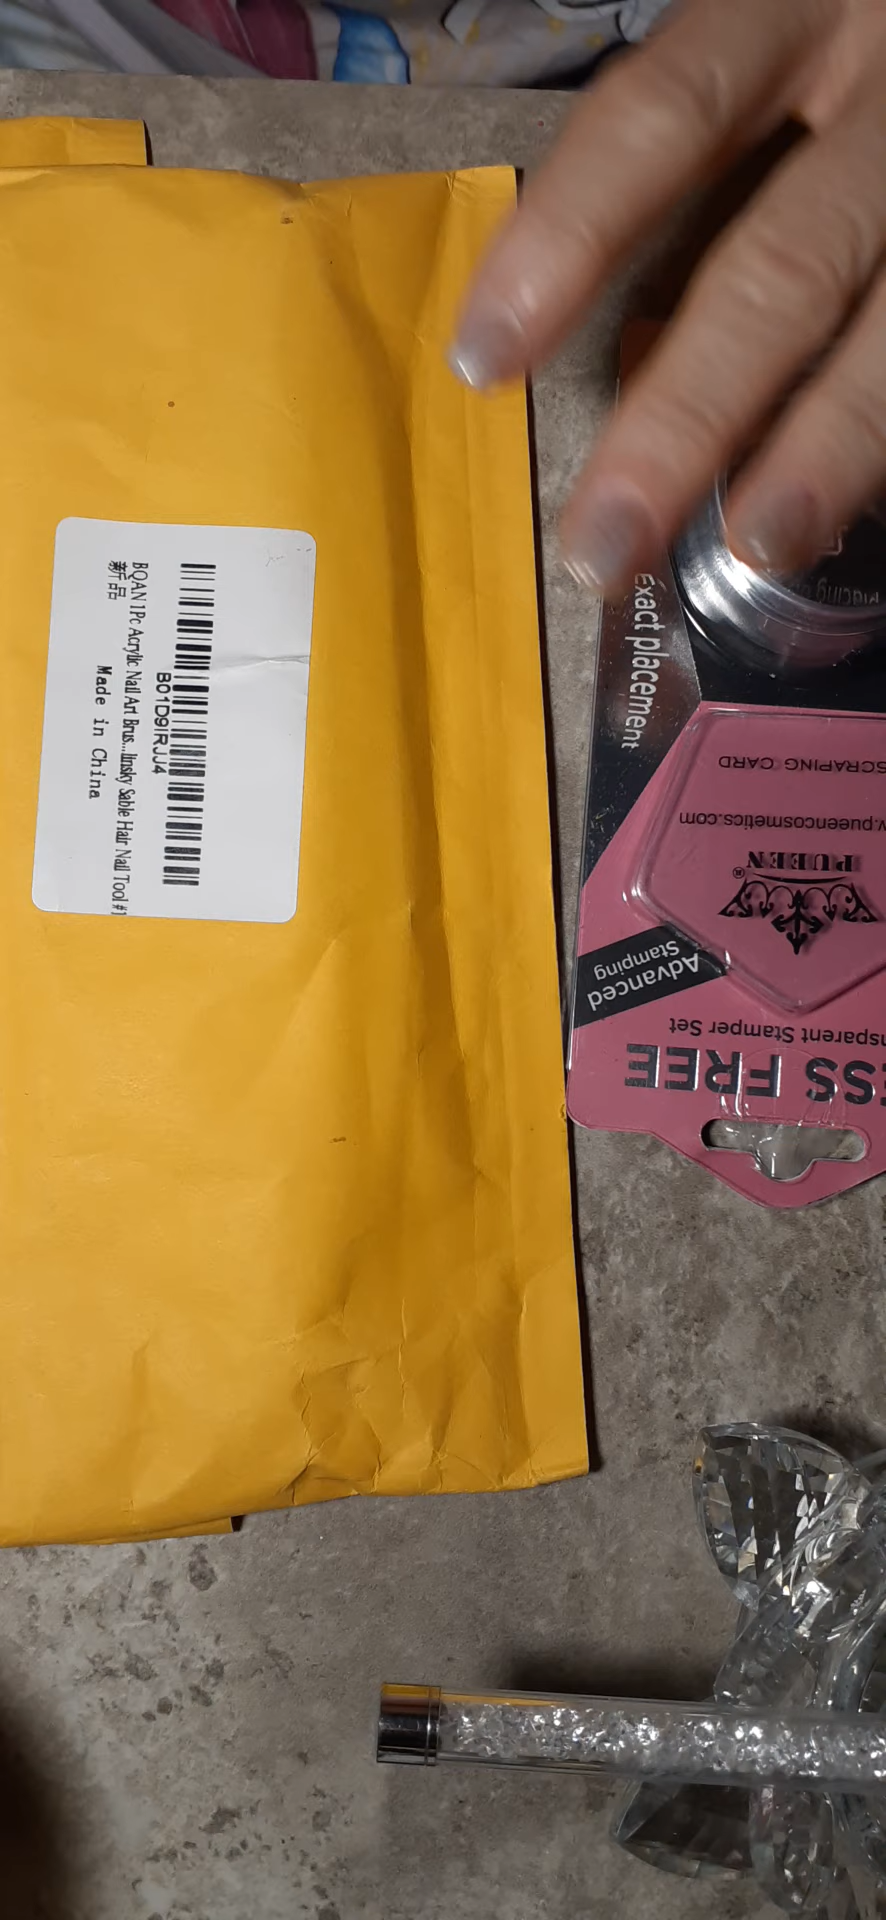 B01D9IRJJ4
BQAN 1Pc Acrylic Nail Art Brus...linsky Sable Hair Nail Tool #1
新品
Made in China
ESS FREE
nsparent Stamper Set
Advanced
Stamping
PUEEN®
.pueencosmetics.com
SCRAPING CARD
Exact placement